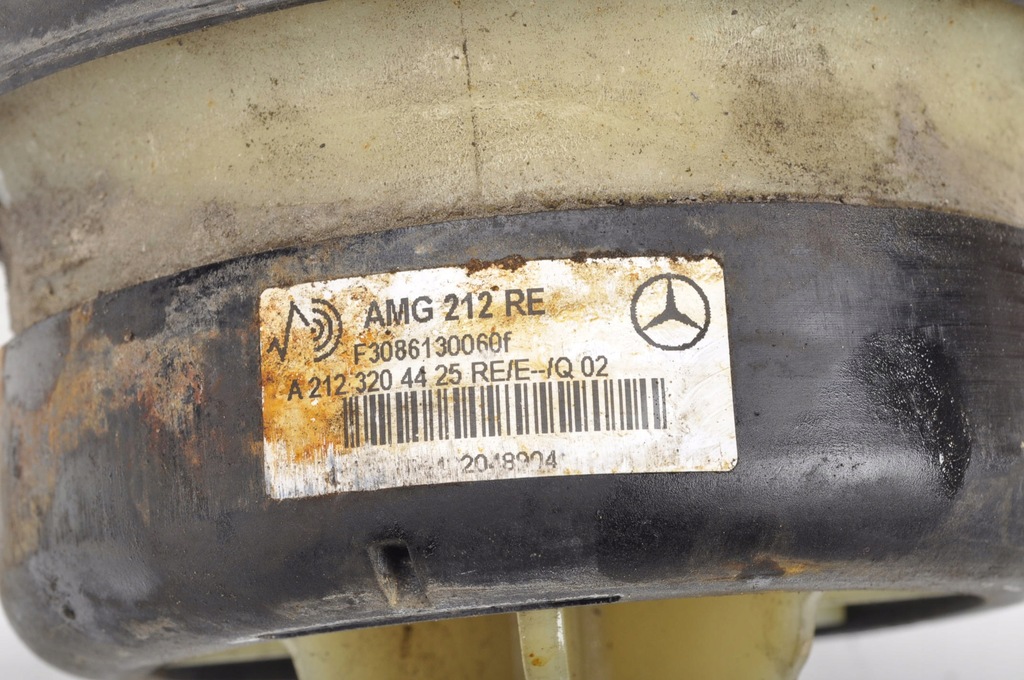 AMG 212 RE
F3086130060f
A 212 320 44 25 RE/E--/Q 02